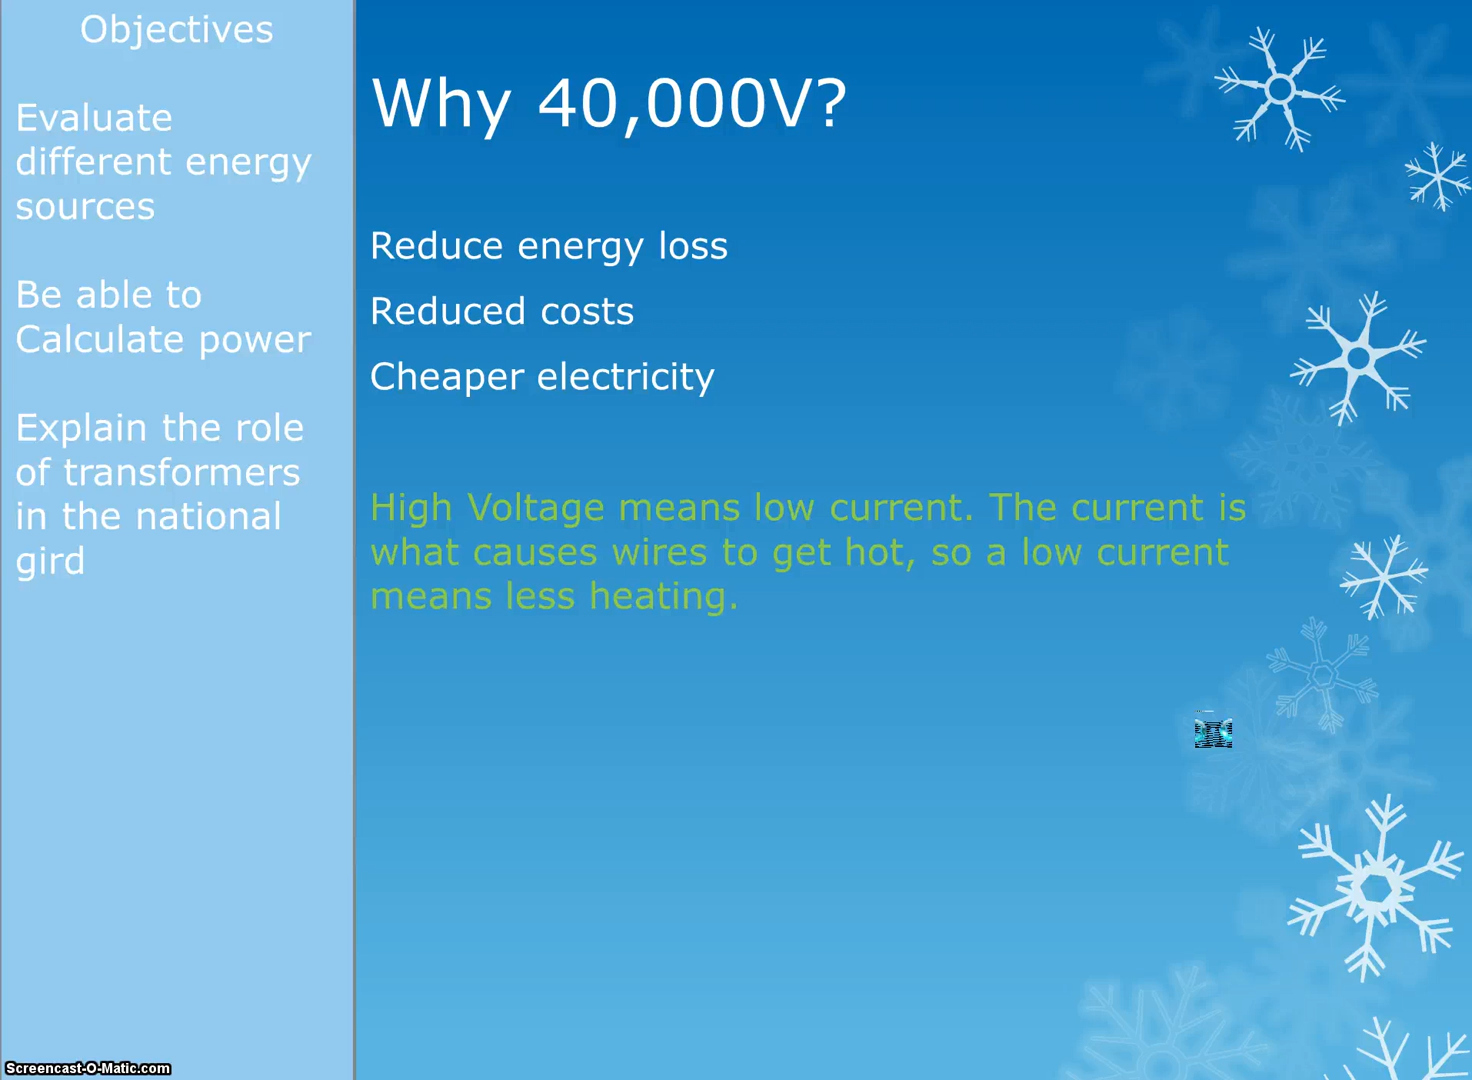 Objectives
Evaluate
different energy
sources
Be able to
Calculate power
Explain the role
of transformers
in the national
gird
Why 40,000V?
Reduce energy loss
Reduced costs
Cheaper electricity
High Voltage means low current. The current is
what causes wires to get hot, so a low current
means less heating.
Screencast-O-Matic.com